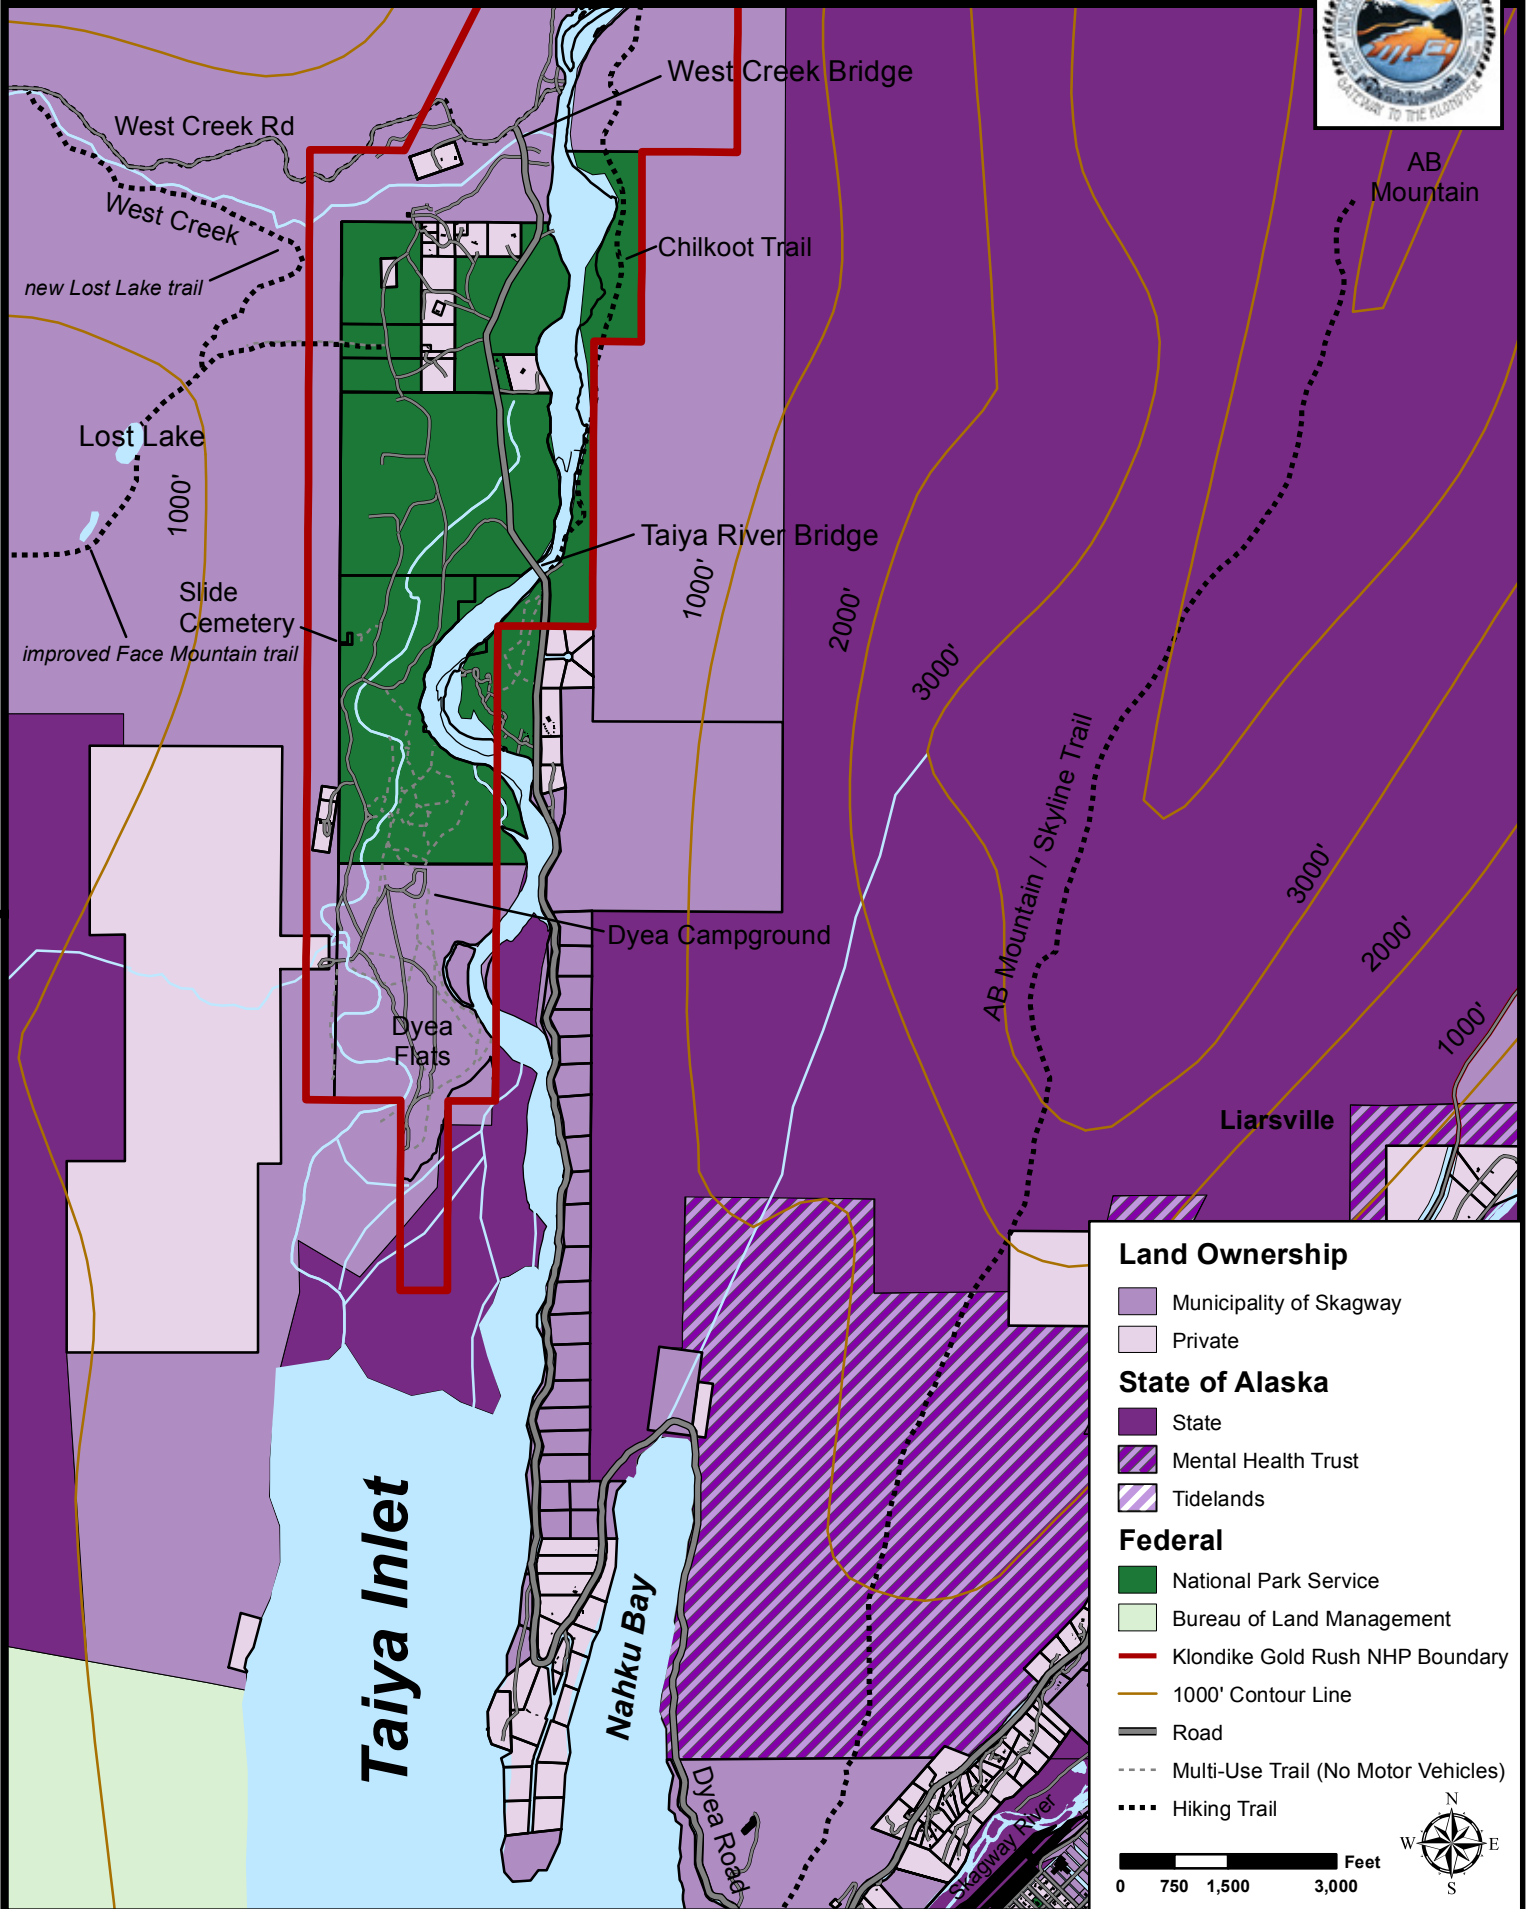 GATEWAY TO THE KLONDIKE
West Creek Bridge
West Creek Rd
AB
Mountain
West Creek
Chilkoot Trail
new Lost Lake trail
Lost Lake
1000'
Taiya River Bridge
1000'
Slide
Cemetery
2000'
improved Face Mountain trail
3000'
AB Mountain / Skyline Trail
3000'
Dyea Campground
2000'
Dyea
Flats
1000'
Liarsville
Taiya Inlet
Nahku Bay
Dyea Road
Skagway River
Land Ownership
Municipality of Skagway
Private
State of Alaska
State
Mental Health Trust
Tidelands
Federal
National Park Service
Bureau of Land Management
Klondike Gold Rush NHP Boundary
1000' Contour Line
Road
Multi-Use Trail (No Motor Vehicles)
Hiking Trail
N
W E
S
Feet
0 750 1,500 3,000